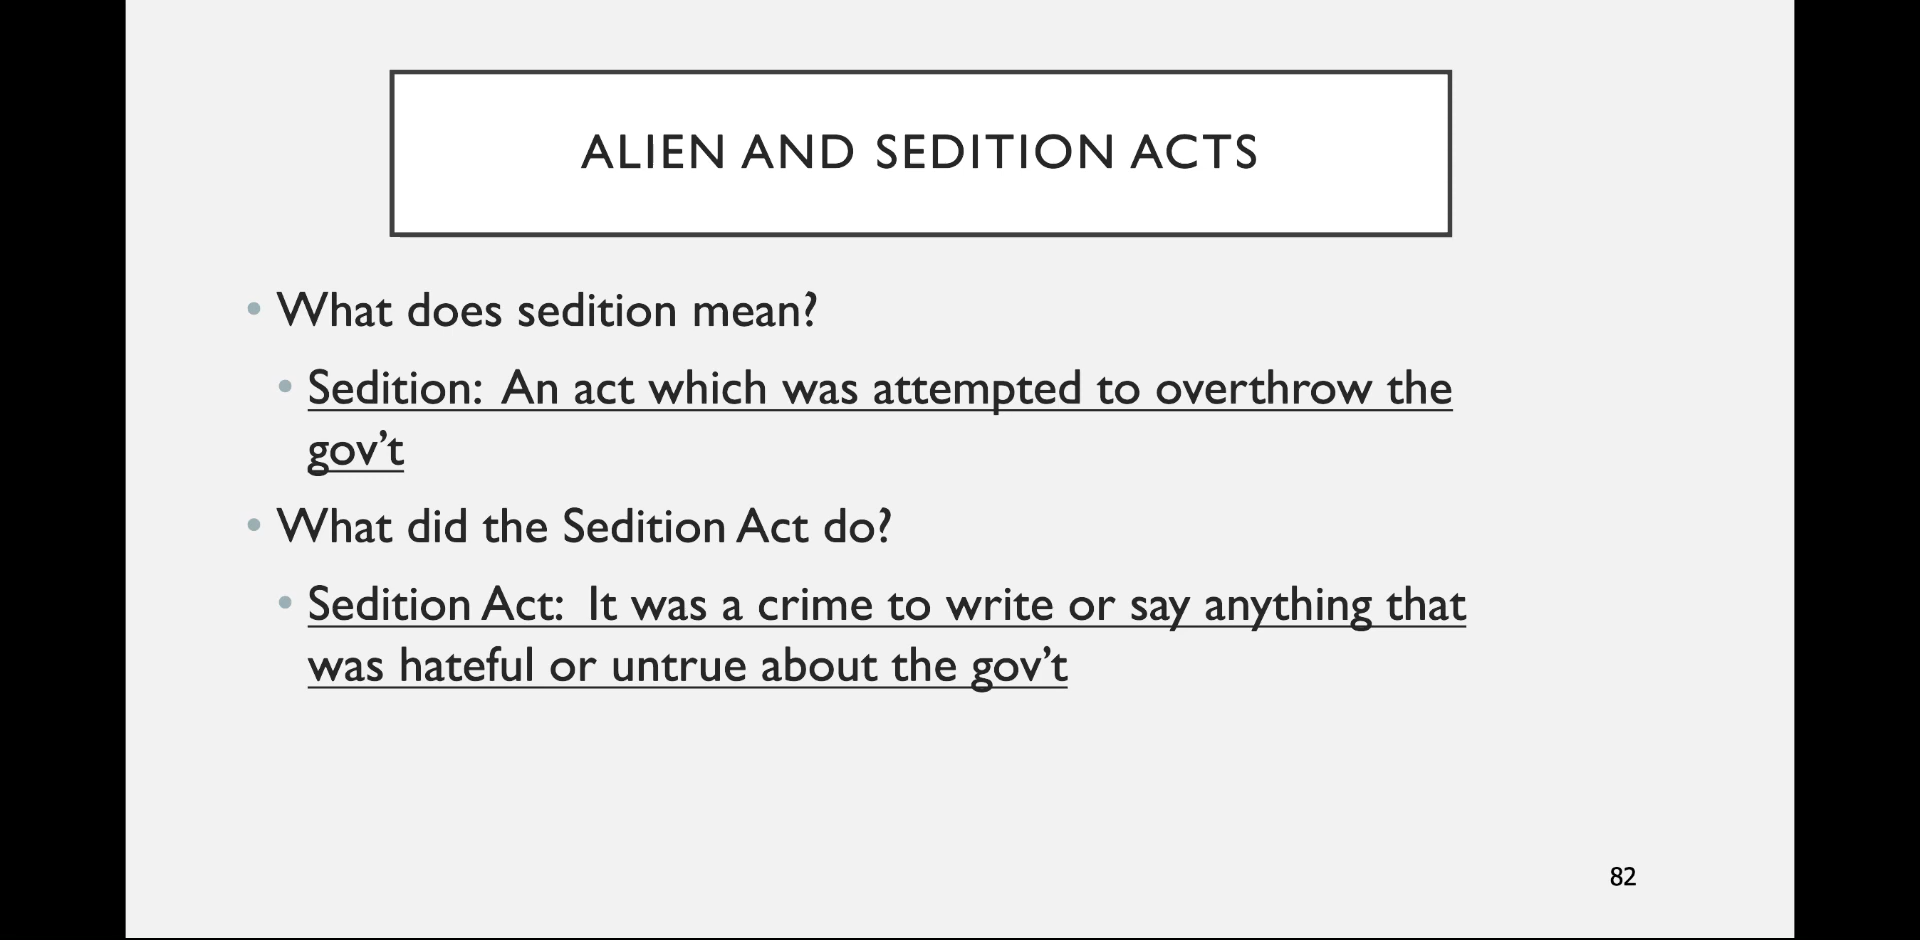 ALIEN AND SEDITION ACTS
• What does sedition mean?
• Sedition:  An act which was attempted to overthrow the
gov’t
• What did the Sedition Act do?
• Sedition Act:  It was a crime to write or say anything that
was hateful or untrue about the gov’t
82